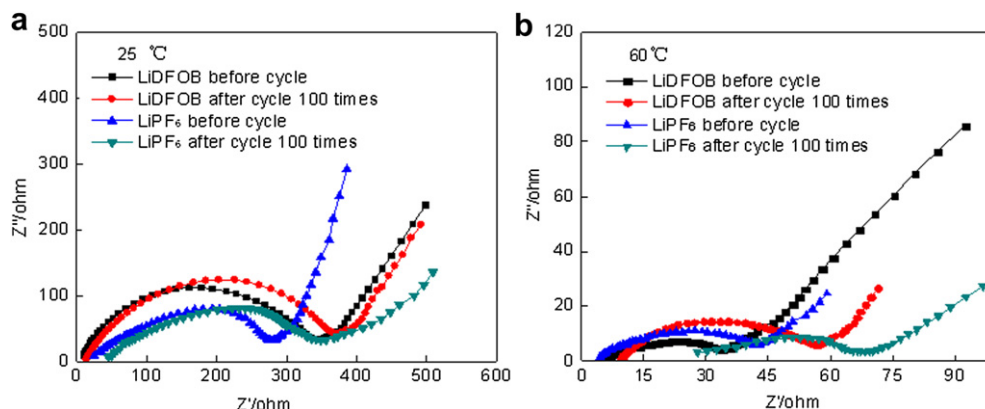 a
25 ℃
LiDFOB before cycle
LiDFOB after cycle 100 times
LiPF₆ before cycle
LiPF₆ after cycle 100 times
500
400
300
200
100
0
Z''/ohm
0 100 200 300 400 500 600
Z'/ohm
b
60℃
LiDFOB before cycle
LiDFOB after cycle 100 times
LiPF₆ before cycle
LiPF₆ after cycle 100 times
120
100
80
60
40
20
0
Z''/ohm
0 15 30 45 60 75 90
Z'/ohm